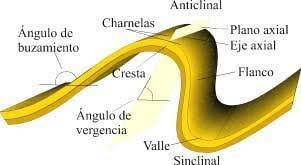 Anticlinal
Charnelas
Plano axial
Eje axial
Ángulo de
buzamiento
Cresta
Flanco
Ángulo de
vergencia
Valle
Sinclinal